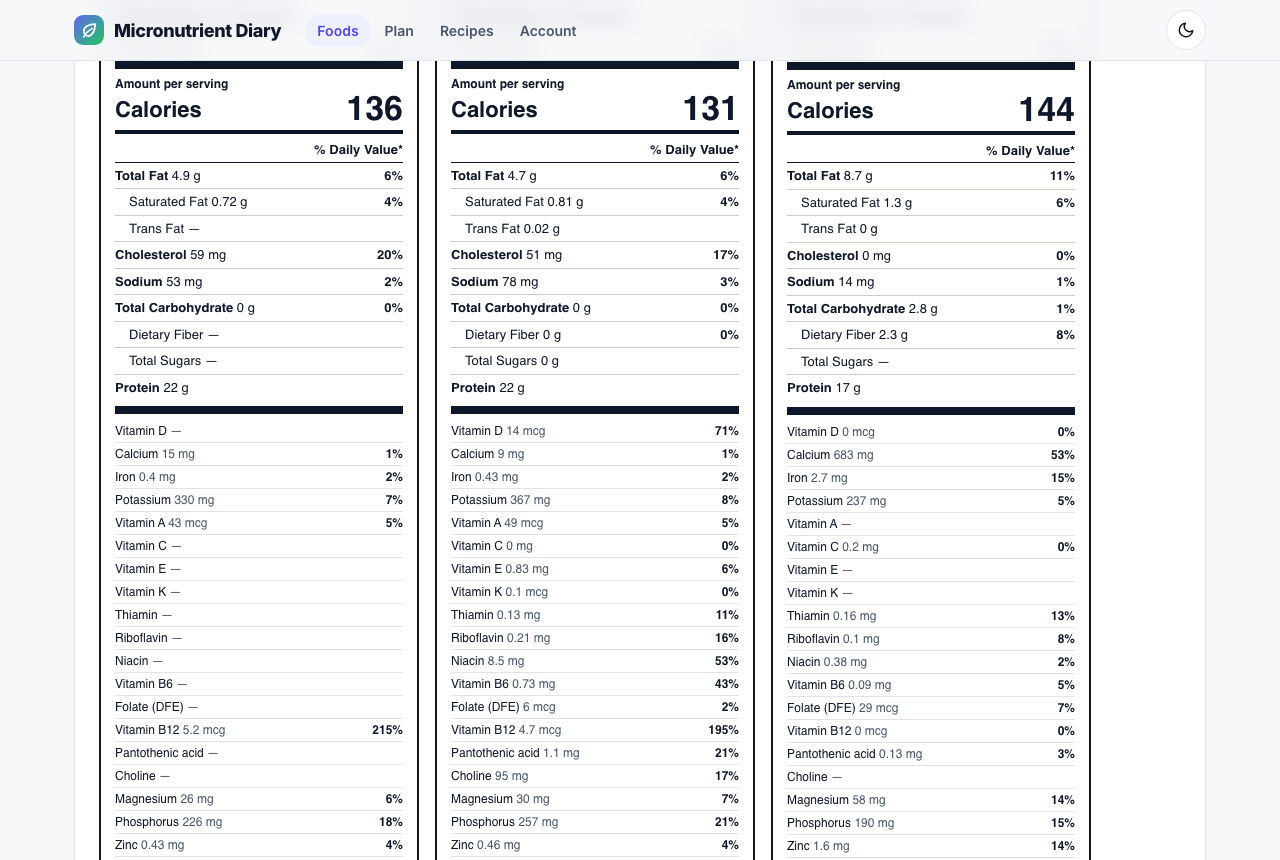 Micronutrient Diary
Foods
Plan
Recipes
Account
Amount per serving
Calories 136
% Daily Value*
Total Fat 4.9 g 6%
Saturated Fat 0.72 g 4%
Trans Fat —
Cholesterol 59 mg 20%
Sodium 53 mg 2%
Total Carbohydrate 0 g 0%
Dietary Fiber —
Total Sugars —
Protein 22 g
Vitamin D —
Calcium 15 mg 1%
Iron 0.4 mg 2%
Potassium 330 mg 7%
Vitamin A 43 mcg 5%
Vitamin C —
Vitamin E —
Vitamin K —
Thiamin —
Riboflavin —
Niacin —
Vitamin B6 —
Folate (DFE) —
Vitamin B12 5.2 mcg 215%
Pantothenic acid —
Choline —
Magnesium 26 mg 6%
Phosphorus 226 mg 18%
Zinc 0.43 mg 4%
Amount per serving
Calories 131
% Daily Value*
Total Fat 4.7 g 6%
Saturated Fat 0.81 g 4%
Trans Fat 0.02 g
Cholesterol 51 mg 17%
Sodium 78 mg 3%
Total Carbohydrate 0 g 0%
Dietary Fiber 0 g 0%
Total Sugars 0 g
Protein 22 g
Vitamin D 14 mcg 71%
Calcium 9 mg 1%
Iron 0.43 mg 2%
Potassium 367 mg 8%
Vitamin A 49 mcg 5%
Vitamin C 0 mg 0%
Vitamin E 0.83 mg 6%
Vitamin K 0.1 mcg 0%
Thiamin 0.13 mg 11%
Riboflavin 0.21 mg 16%
Niacin 8.5 mg 53%
Vitamin B6 0.73 mg 43%
Folate (DFE) 6 mcg 2%
Vitamin B12 4.7 mcg 195%
Pantothenic acid 1.1 mg 21%
Choline 95 mg 17%
Magnesium 30 mg 7%
Phosphorus 257 mg 21%
Zinc 0.46 mg 4%
Amount per serving
Calories 144
% Daily Value*
Total Fat 8.7 g 11%
Saturated Fat 1.3 g 6%
Trans Fat 0 g
Cholesterol 0 mg 0%
Sodium 14 mg 1%
Total Carbohydrate 2.8 g 1%
Dietary Fiber 2.3 g 8%
Total Sugars —
Protein 17 g
Vitamin D 0 mcg 0%
Calcium 683 mg 53%
Iron 2.7 mg 15%
Potassium 237 mg 5%
Vitamin A —
Vitamin C 0.2 mg 0%
Vitamin E —
Vitamin K —
Thiamin 0.16 mg 13%
Riboflavin 0.1 mg 8%
Niacin 0.38 mg 2%
Vitamin B6 0.09 mg 5%
Folate (DFE) 29 mcg 7%
Vitamin B12 0 mcg 0%
Pantothenic acid 0.13 mg 3%
Choline —
Magnesium 58 mg 14%
Phosphorus 190 mg 15%
Zinc 1.6 mg 14%